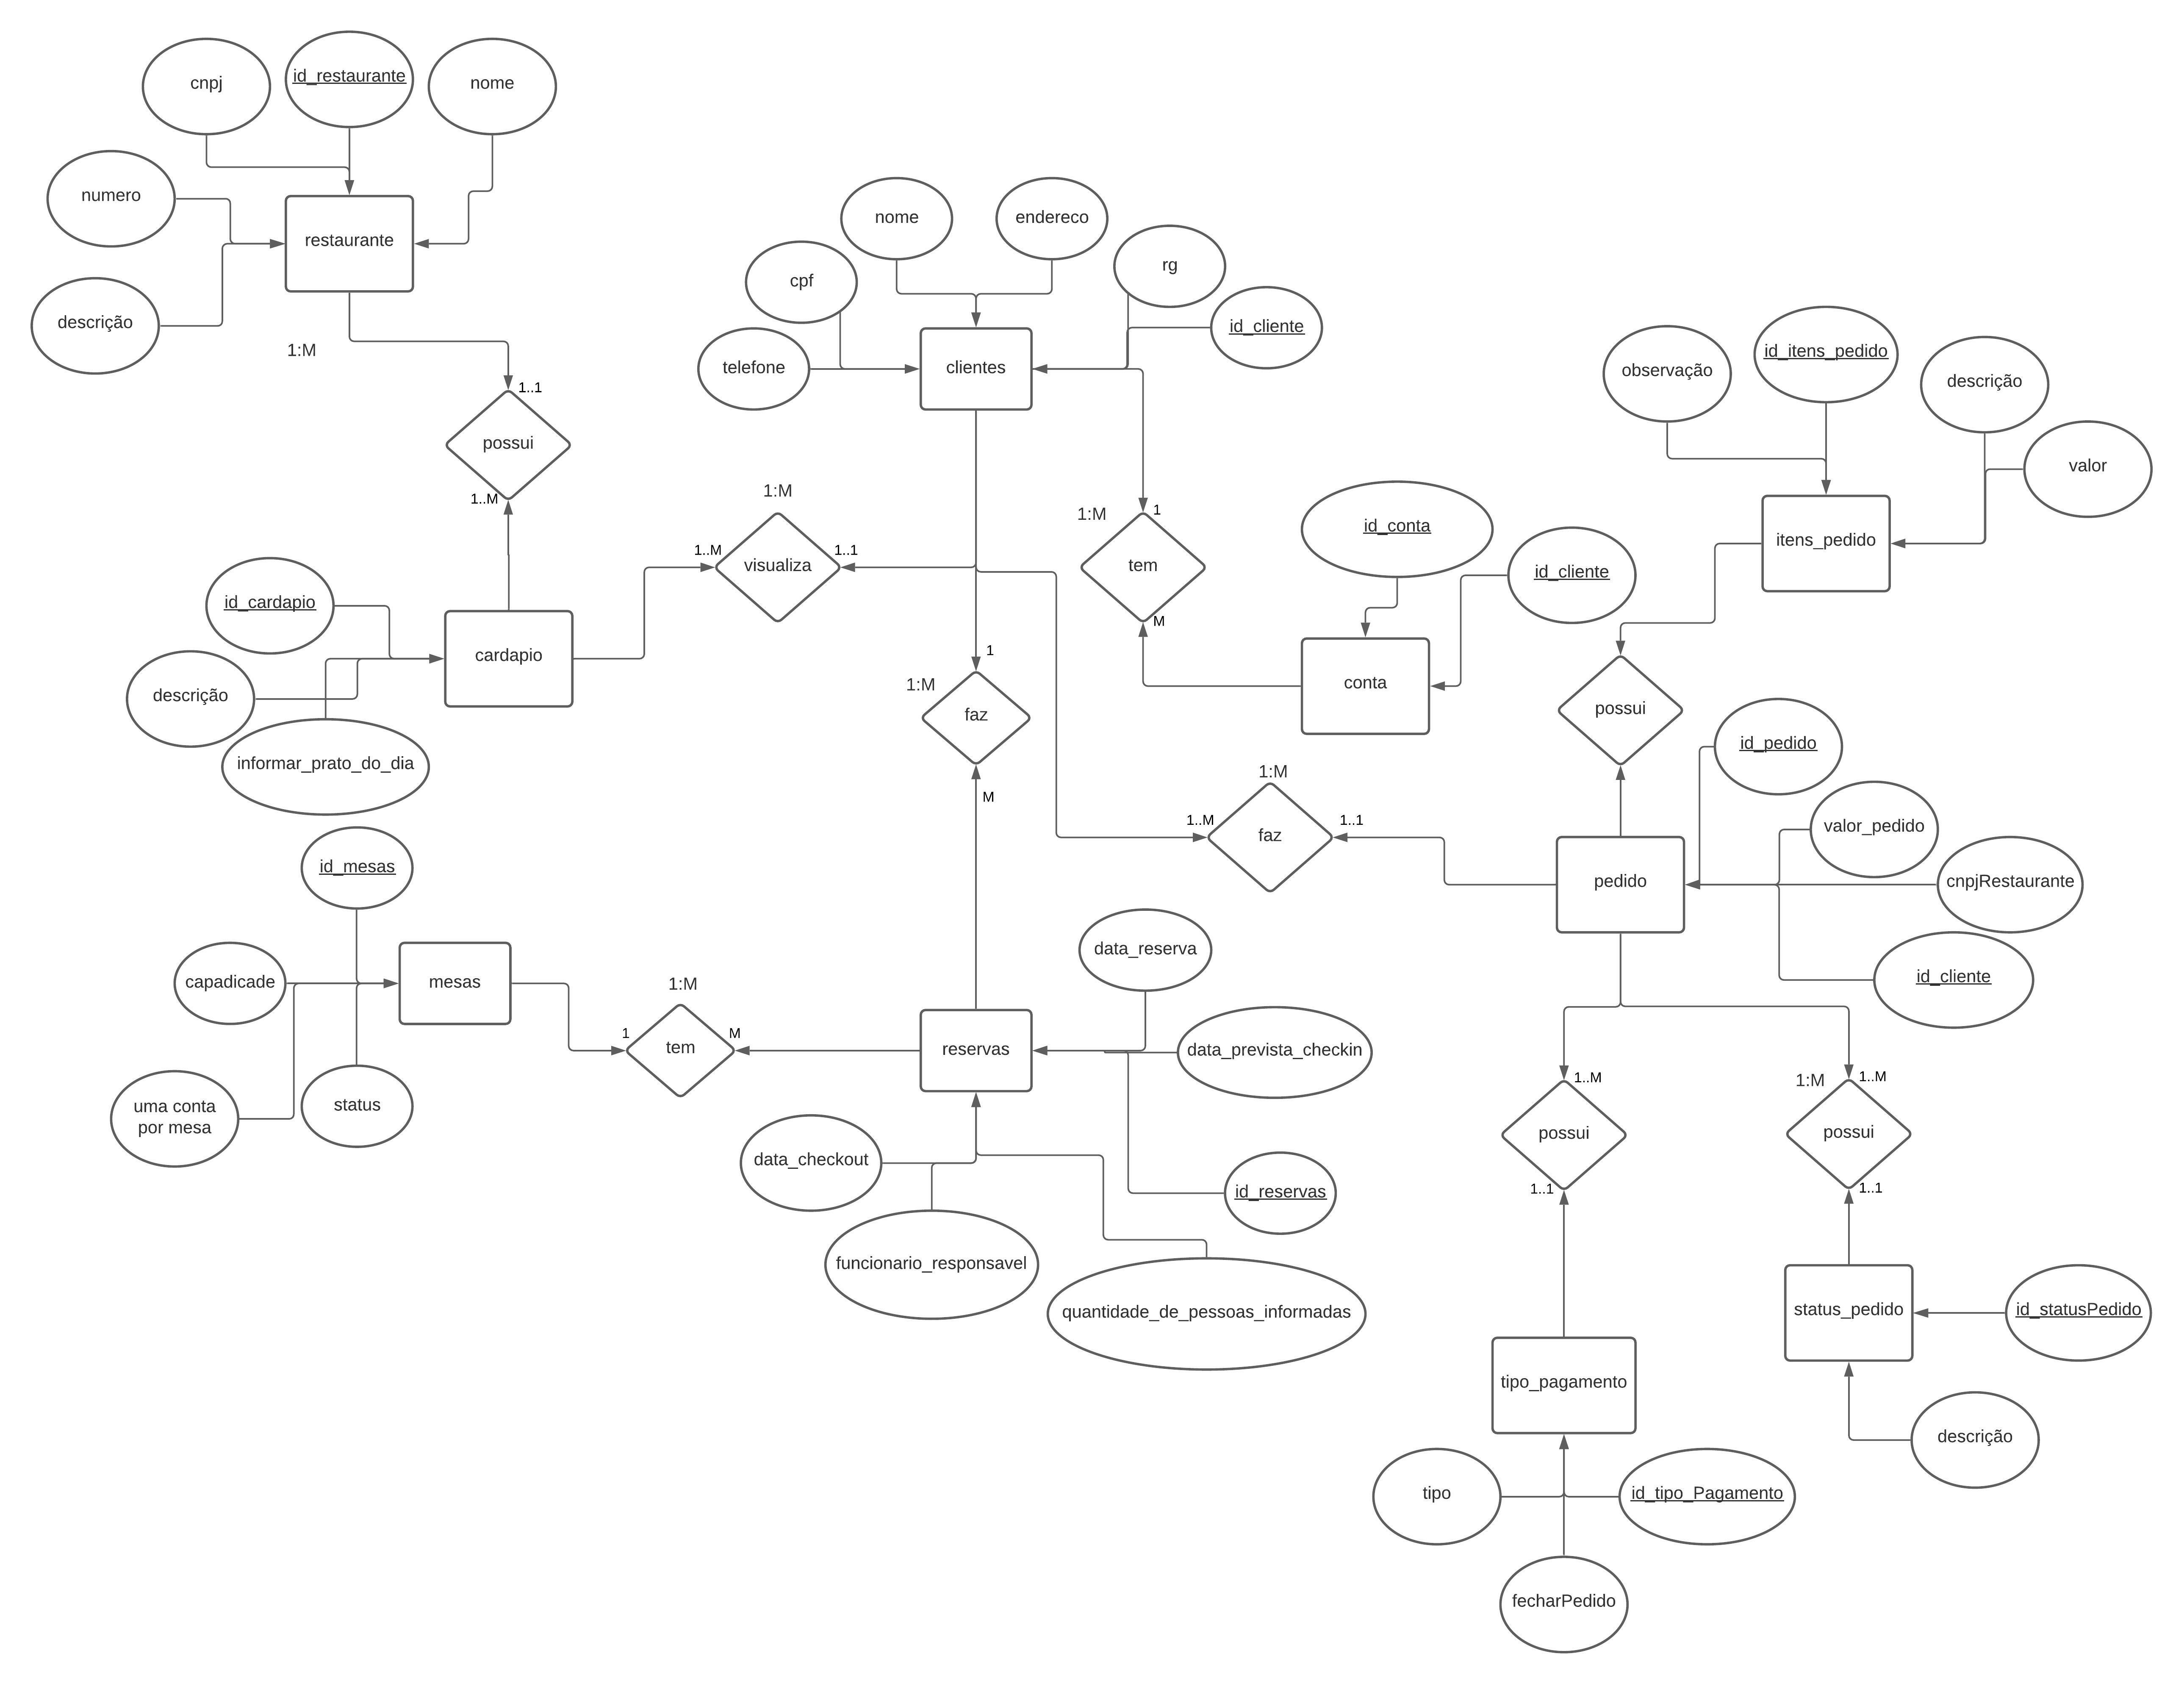 cnpj
id_restaurante
nome
numero
restaurante
descrição
1:M
1..1
possui
1..M
nome
endereco
cpf
rg
id_cliente
telefone
clientes
observação
id_itens_pedido
descrição
valor
itens_pedido
1:M
1..M
visualiza
1..1
1:M
1
tem
M
id_conta
id_cliente
conta
id_cardapio
cardapio
descrição
informar_prato_do_dia
1
1:M
faz
M
possui
id_pedido
valor_pedido
cnpjRestaurante
pedido
id_cliente
1:M
1..M
faz
1..1
id_mesas
capadicade
mesas
uma conta
por mesa
status
1:M
1
tem
M
data_reserva
reservas
data_prevista_checkin
data_checkout
id_reservas
funcionario_responsavel
quantidade_de_pessoas_informadas
1..M
possui
1..1
1:M
1..M
possui
1..1
status_pedido
id_statusPedido
descrição
tipo_pagamento
tipo
id_tipo_Pagamento
fecharPedido